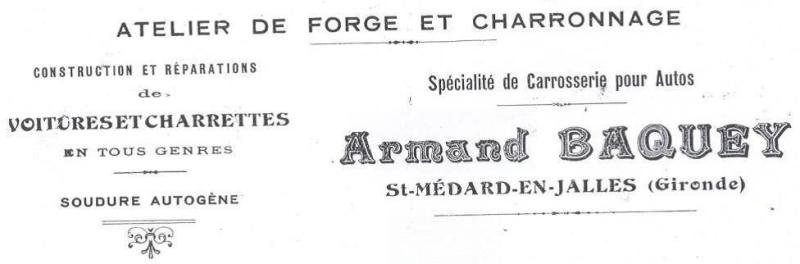 ATELIER DE FORGE ET CHARRONNAGE
CONSTRUCTION ET RÉPARATIONS
de
VOITURES ET CHARRETTES
EN TOUS GENRES
SOUDURE AUTOGÈNE
Spécialité de Carrosserie pour Autos
Armand BAQUEY
St-MÉDARD-EN-JALLES (Gironde)